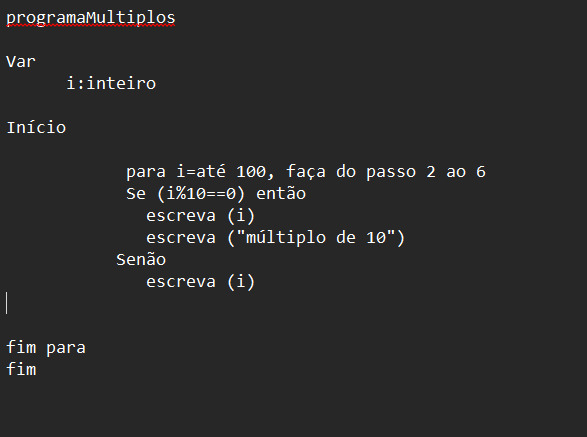 programaMultiplos
Var
i:inteiro
Início
para i=até 100, faça do passo 2 ao 6
Se (i%10==0) então
escreva (i)
escreva ("múltiplo de 10")
Senão
escreva (i)
fim para
fim